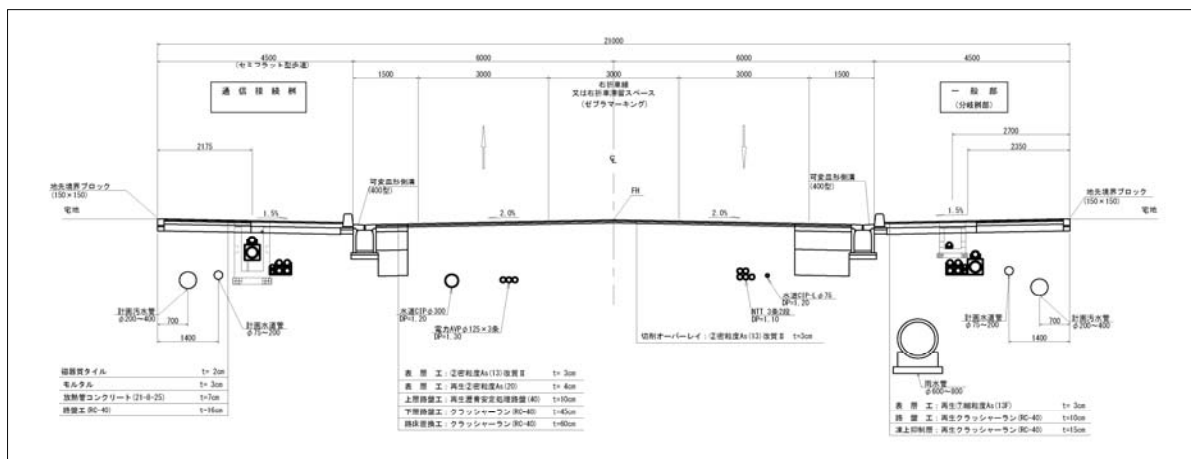 21000
4500
6000
6000
4500
(セミフラット型歩道)
1500
3000
3000
3000
1500
右折車線
又は右折車滞留スペース
(ゼブラマーキング)
通信接続桝
一般部
(分岐桝部)
2700
2175
2350
地先境界ブロック
(150×150)
宅地
1.5%
可変皿形側溝
(400型)
2.0%
℄
FH
2.0%
可変皿形側溝
(400型)
1.5%
地先境界ブロック
(150×150)
宅地
計画汚水管
φ200~400
700
1400
計画水道管
φ75~200
水道CIPφ300
DP=1.20
電力AVPφ125×3条
DP=1.30
NTT 3条2段
DP=1.10
水道CIP-Lφ75
DP=1.20
計画水道管
φ75~200
計画汚水管
φ200~400
700
1400
雨水管
φ600~800
切削オーバーレイ:②密粒度As(13)改質Ⅱ t=3cm
磁器質タイル t= 2cm
モルタル t= 3cm
放熱管コンクリート(21-8-25) t=7cm
路盤工(RC-40) t=16cm
表 層 工:②密粒度As(13)改質Ⅱ t= 3cm
表 層 工:再生②密粒度As(20) t= 4cm
上層路盤工:再生瀝青安定処理路盤(40) t=10cm
下層路盤工:クラッシャーラン(RC-40) t=45cm
路床置換工:クラッシャーラン(RC-40) t=60cm
表 層 工:再生⑦細粒度As(13F) t= 3cm
路 盤 工:再生クラッシャーラン(RC-40) t=10cm
凍上抑制層:再生クラッシャーラン(RC-40) t=15cm